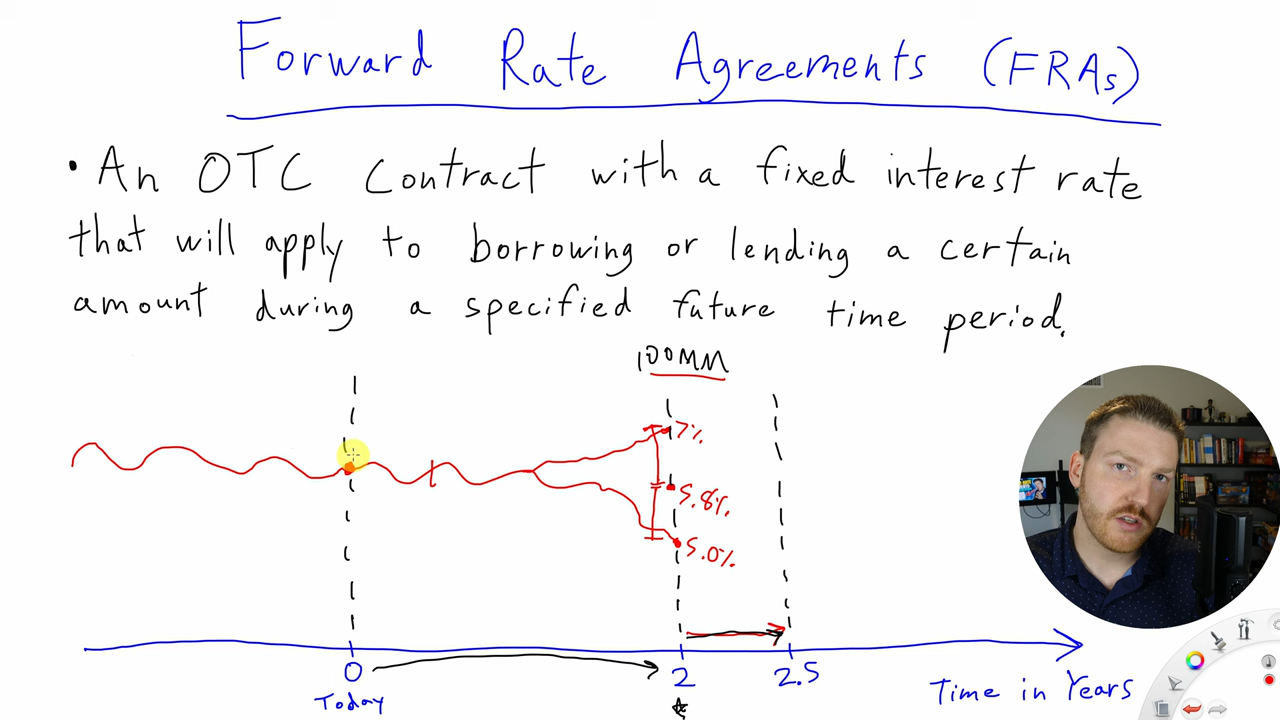 Forward Rate Agreements (FRAs)
• An OTC Contract with a fixed interest rate
that will apply to borrowing or lending a certain
amount during a specified future time period.
100MM
7%
5.8%
5.0%
0
2
2.5
Today
Time in Years